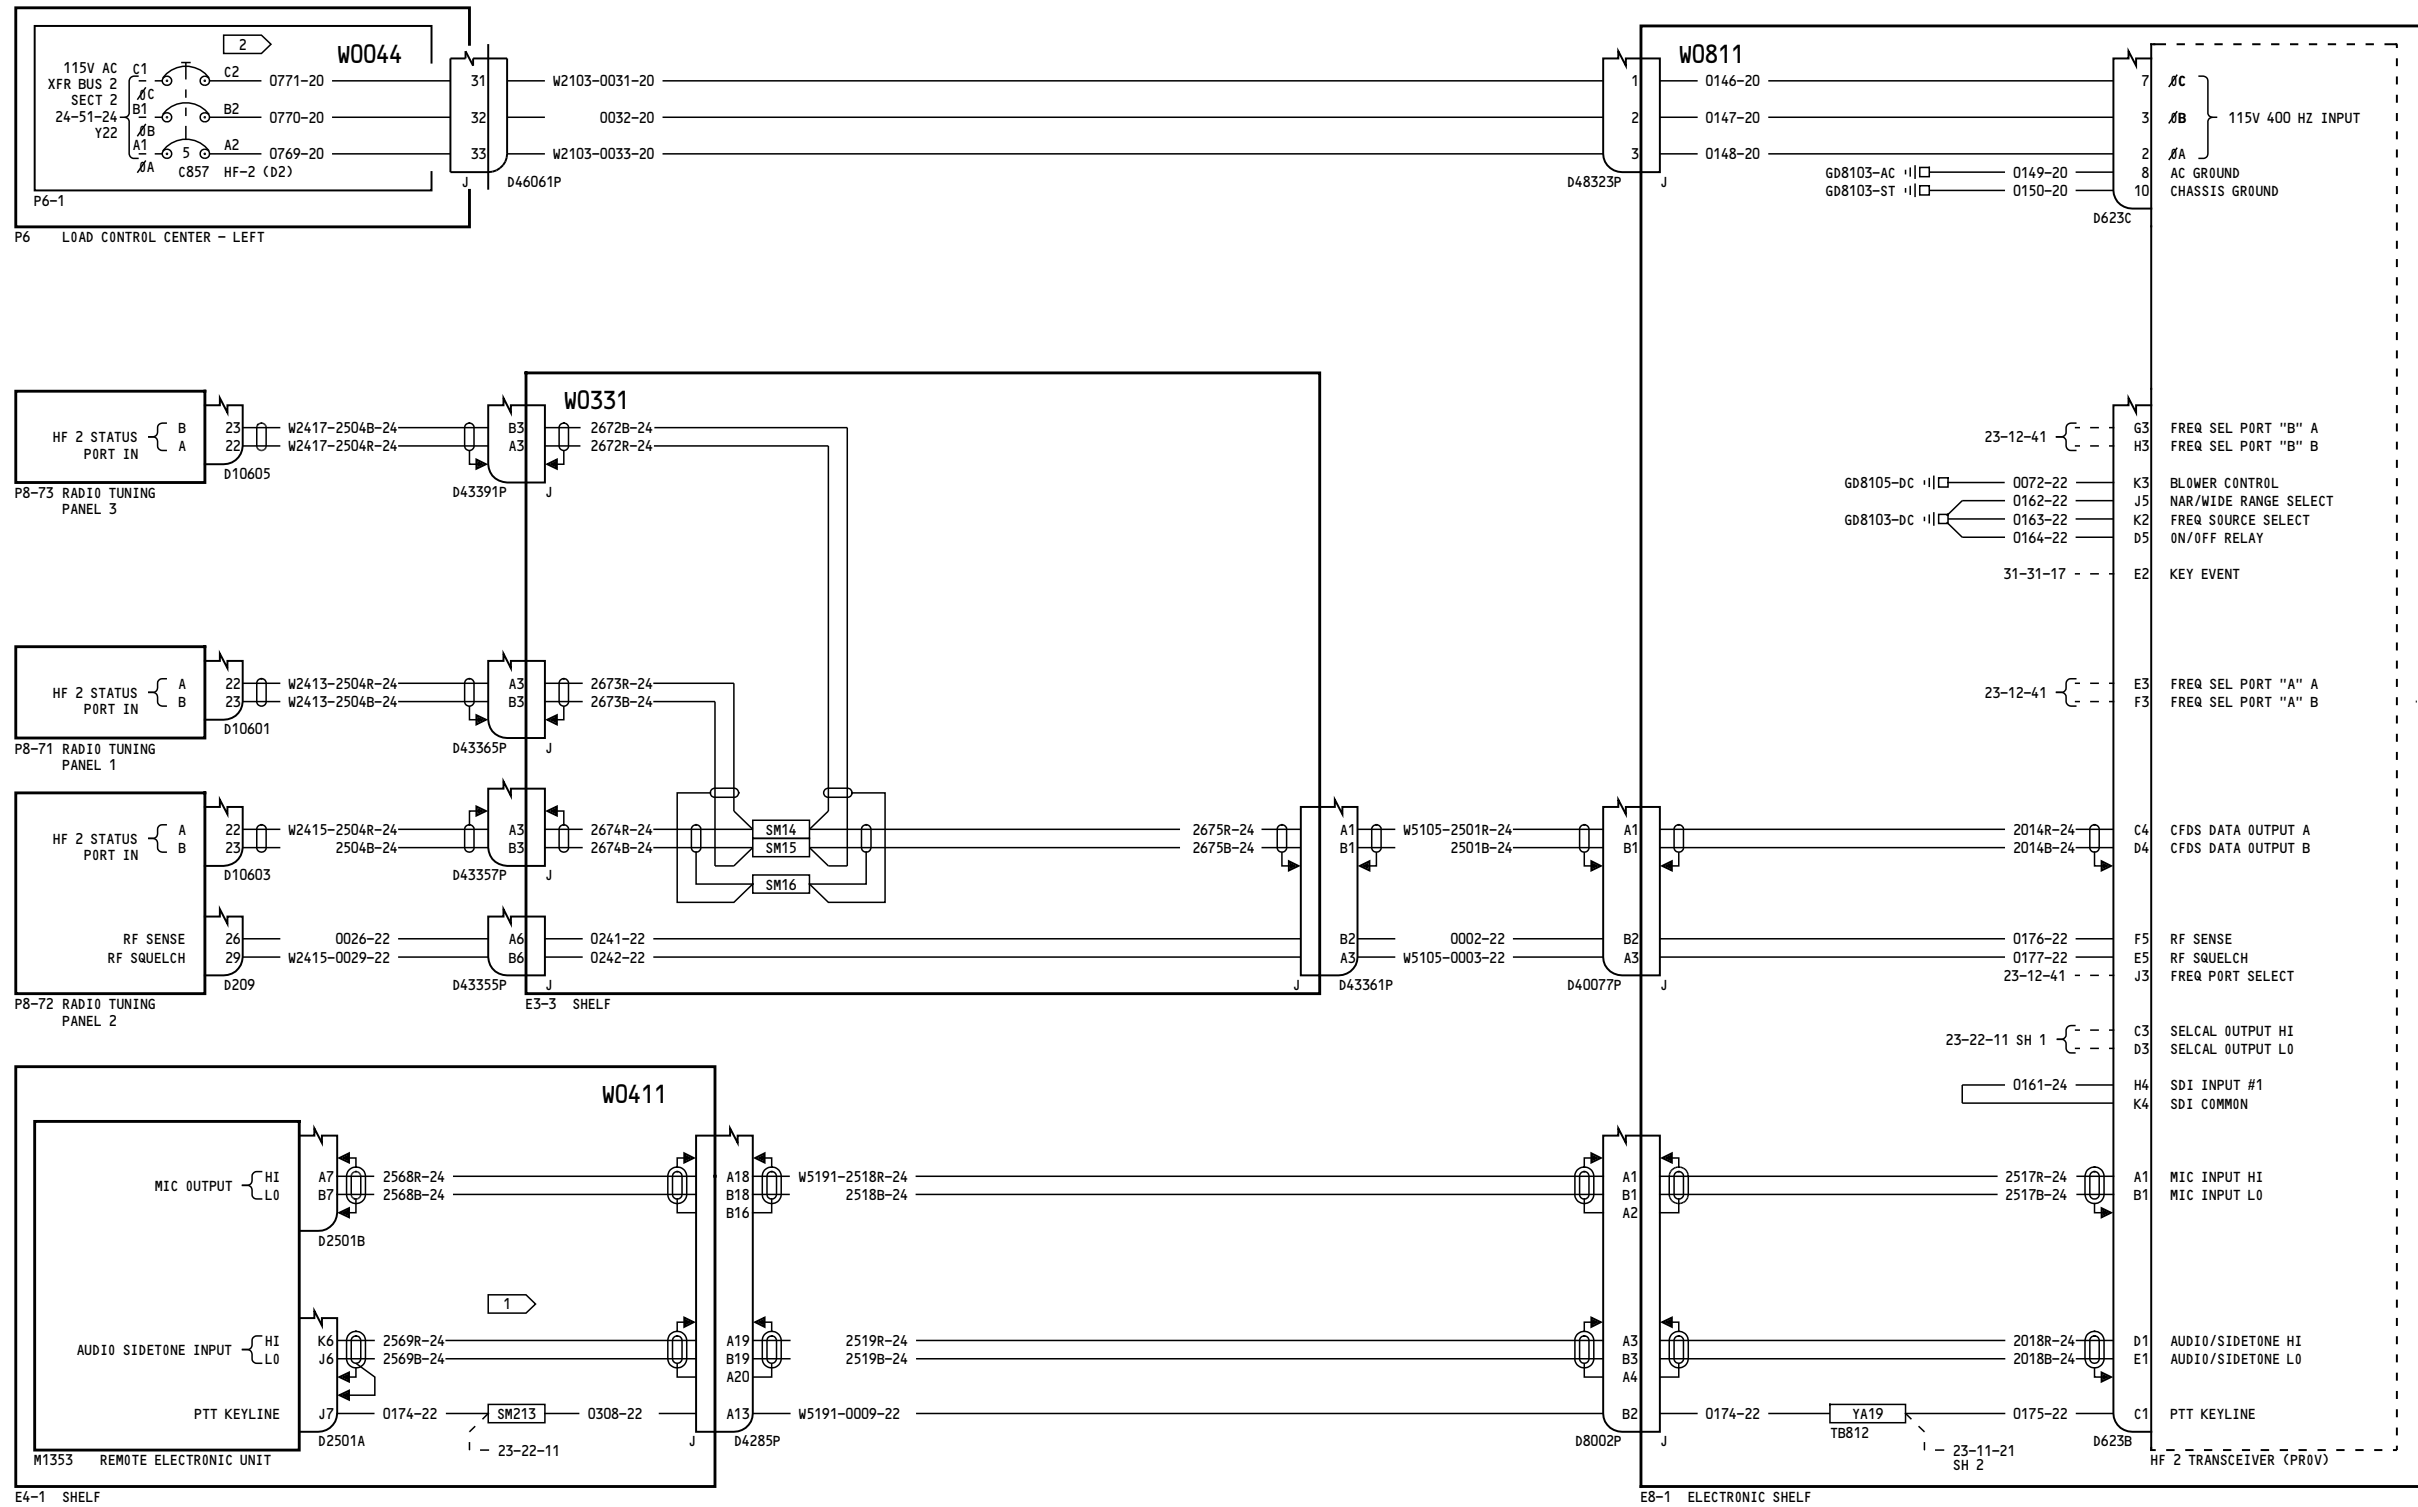 2
W0044
115V AC
XFR BUS 2
SECT 2
24-51-24
Y22
C1
ØC
B1
ØB
A1
ØA
C2
B2
A2
5
C857 HF-2 (D2)
0771-20
0770-20
0769-20
31
32
33
J
D46061P
W2103-0031-20
0032-20
W2103-0033-20
P6-1
P6 LOAD CONTROL CENTER - LEFT
W0811
1
2
3
D48323P
J
0146-20
0147-20
0148-20
GD8103-AC
0149-20
GD8103-ST
0150-20
7 ØC
3 ØB
2 ØA
115V 400 HZ INPUT
8 AC GROUND
10 CHASSIS GROUND
D623C
W0331
HF 2 STATUS
PORT IN
B
A
23
22
D10605
W2417-2504B-24
W2417-2504R-24
B3
A3
D43391P
J
2672B-24
2672R-24
P8-73 RADIO TUNING
PANEL 3
23-12-41
G3 FREQ SEL PORT "B" A
H3 FREQ SEL PORT "B" B
GD8105-DC
0072-22
K3 BLOWER CONTROL
0162-22
J5 NAR/WIDE RANGE SELECT
GD8103-DC
0163-22
K2 FREQ SOURCE SELECT
0164-22
D5 ON/OFF RELAY
31-31-17
E2 KEY EVENT
HF 2 STATUS
PORT IN
A
B
22
23
D10601
W2413-2504R-24
W2413-2504B-24
A3
B3
D43365P
J
2673R-24
2673B-24
P8-71 RADIO TUNING
PANEL 1
23-12-41
E3 FREQ SEL PORT "A" A
F3 FREQ SEL PORT "A" B
HF 2 STATUS
PORT IN
A
B
22
23
D10603
W2415-2504R-24
2504B-24
A3
B3
D43357P
J
2674R-24
2674B-24
SM14
SM15
SM16
2675R-24
2675B-24
A1
B1
W5105-2501R-24
2501B-24
A1
B1
2014R-24
2014B-24
C4 CFDS DATA OUTPUT A
D4 CFDS DATA OUTPUT B
RF SENSE
RF SQUELCH
26
29
D209
0026-22
W2415-0029-22
A6
B6
D43355P
J
0241-22
0242-22
B2
A3
J
D43361P
0002-22
W5105-0003-22
B2
A3
D40077P
J
0176-22
0177-22
F5 RF SENSE
E5 RF SQUELCH
23-12-41
J3 FREQ PORT SELECT
P8-72 RADIO TUNING
PANEL 2
E3-3 SHELF
23-22-11 SH 1
C3 SELCAL OUTPUT HI
D3 SELCAL OUTPUT LO
0161-24
H4 SDI INPUT #1
K4 SDI COMMON
W0411
MIC OUTPUT
HI
LO
A7
B7
D2501B
2568R-24
2568B-24
A18
B18
B16
W5191-2518R-24
2518B-24
A1
B1
A2
2517R-24
2517B-24
A1 MIC INPUT HI
B1 MIC INPUT LO
1
AUDIO SIDETONE INPUT
HI
LO
K6
J6
2569R-24
2569B-24
A19
B19
A20
2519R-24
2519B-24
A3
B3
A4
2018R-24
2018B-24
D1 AUDIO/SIDETONE HI
E1 AUDIO/SIDETONE LO
PTT KEYLINE
J7
D2501A
0174-22
SM213
23-22-11
0308-22
A13
J
D4285P
W5191-0009-22
B2
D8002P
J
0174-22
YA19
TB812
23-11-21
SH 2
0175-22
C1 PTT KEYLINE
D623B
HF 2 TRANSCEIVER (PROV)
M1353 REMOTE ELECTRONIC UNIT
E4-1 SHELF
E8-1 ELECTRONIC SHELF